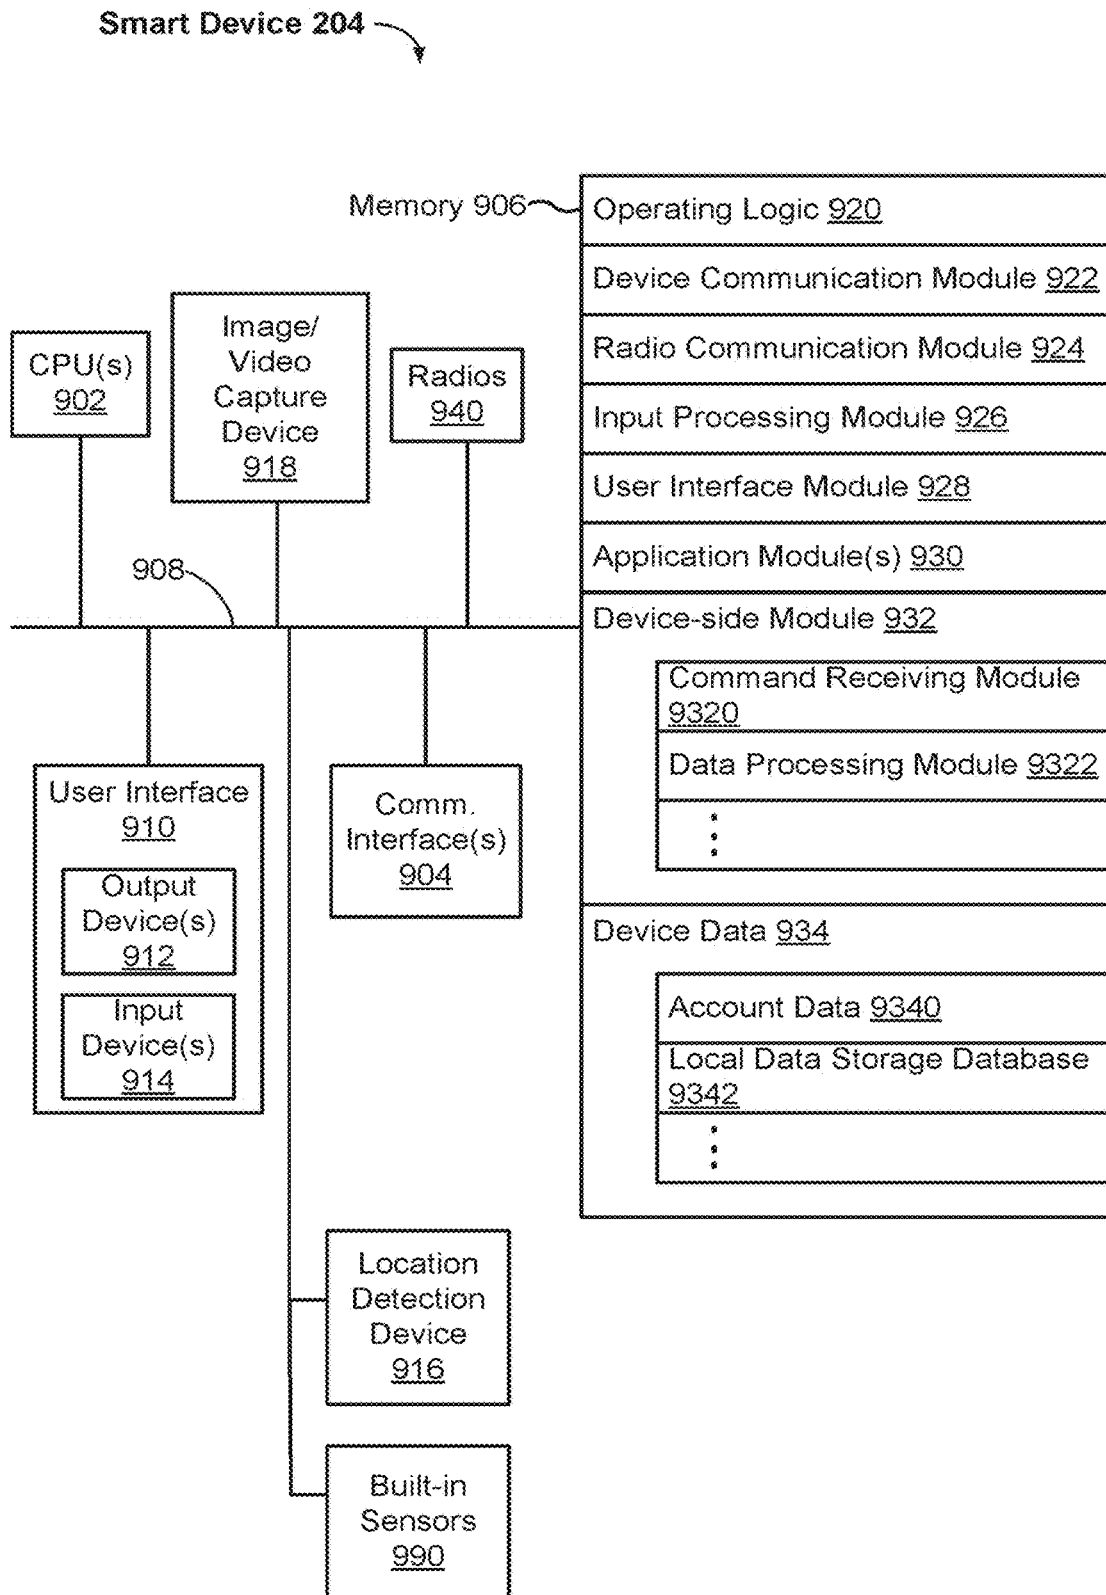 Smart Device 204
Memory 906
Operating Logic 920
Device Communication Module 922
Radio Communication Module 924
Input Processing Module 926
User Interface Module 928
Application Module(s) 930
Device-side Module 932
Command Receiving Module
9320
Data Processing Module 9322
Device Data 934
Account Data 9340
Local Data Storage Database
9342
CPU(s)
902
Image/
Video
Capture
Device
918
Radios
940
908
User Interface
910
Output
Device(s)
912
Input
Device(s)
914
Comm.
Interface(s)
904
Location
Detection
Device
916
Built-in
Sensors
990